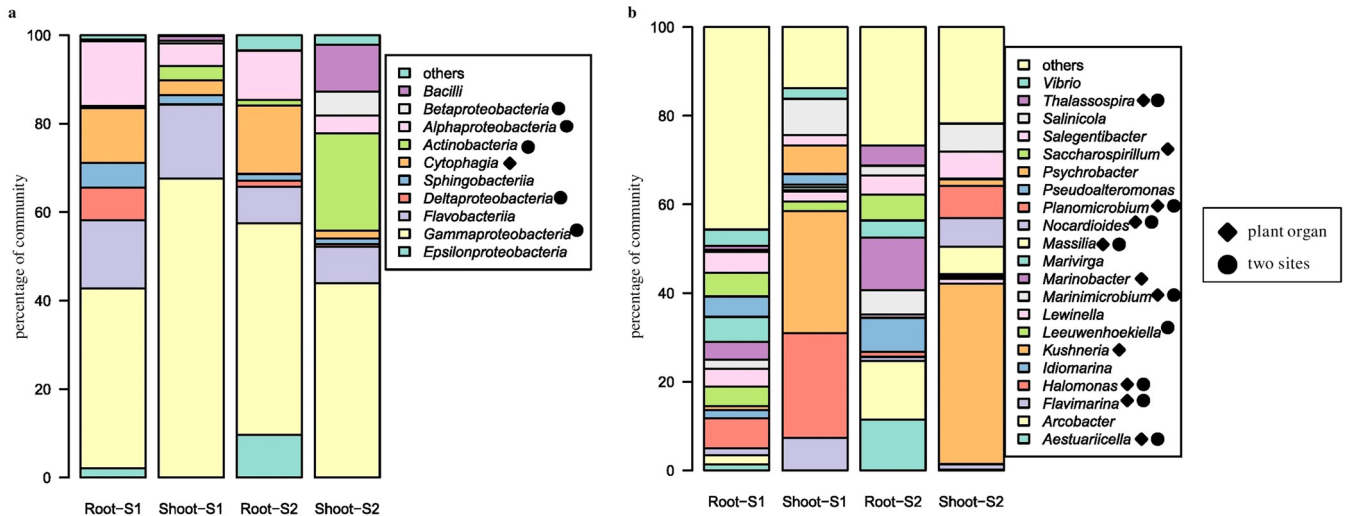 a
percentage of community
100
80
60
40
20
0
Root–S1
Shoot–S1
Root–S2
Shoot–S2
others
Bacilli
Betaproteobacteria
Alphaproteobacteria
Actinobacteria
Cytophagia
Sphingobacteriia
Deltaproteobacteria
Flavobacteriia
Gammaproteobacteria
Epsilonproteobacteria
b
percentage of community
100
80
60
40
20
0
Root–S1
Shoot–S1
Root–S2
Shoot–S2
others
Vibrio
Thalassospira
Salinicola
Salegentibacter
Saccharospirillum
Psychrobacter
Pseudoalteromonas
Planomicrobium
Nocardioides
Massilia
Marivirga
Marinobacter
Marinimicrobium
Lewinella
Leeuwenhoekiella
Kushneria
Idiomarina
Halomonas
Flavimarina
Arcobacter
Aestuariicella
plant organ
two sites